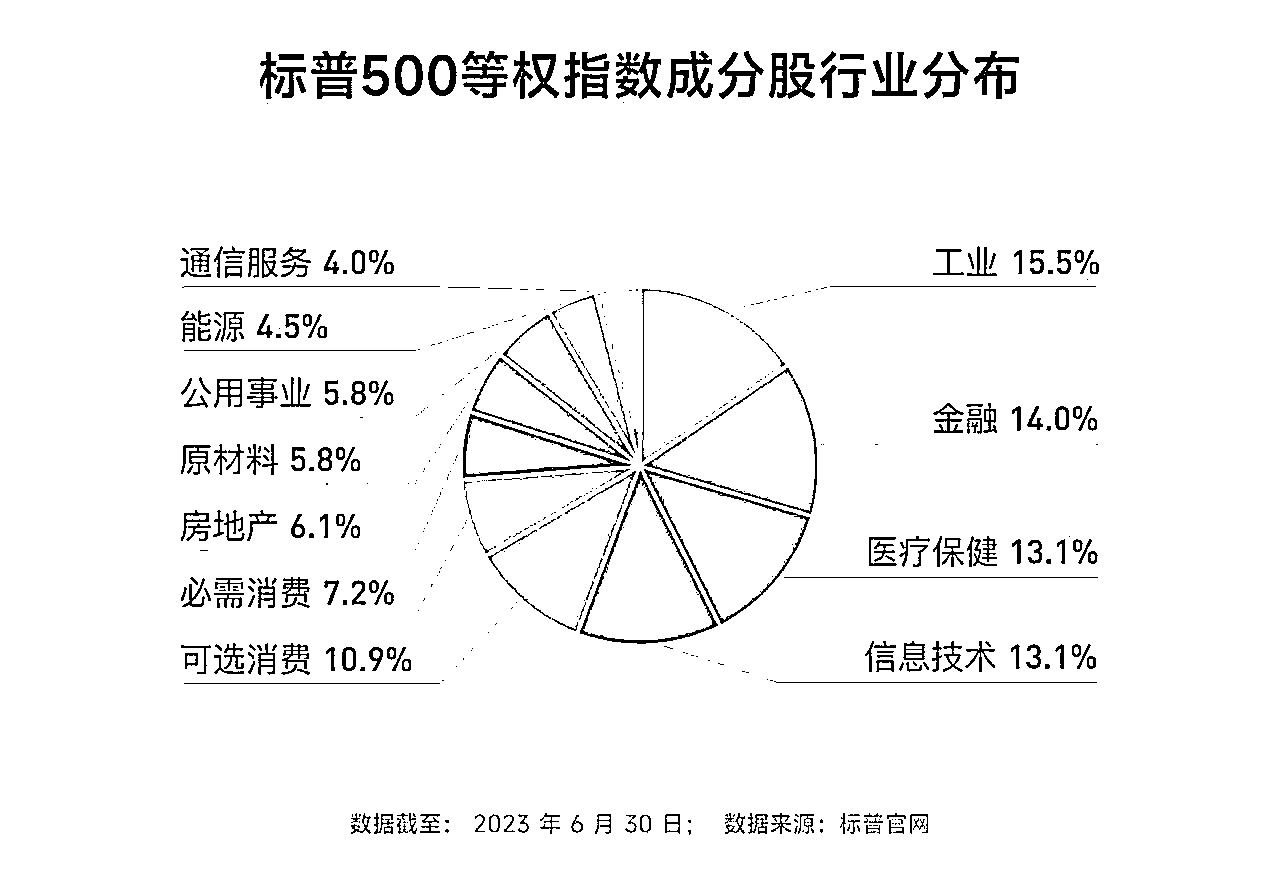 标普500等权指数成分股行业分布
通信服务 4.0%
能源 4.5%
公用事业 5.8%
原材料 5.8%
房地产 6.1%
必需消费 7.2%
可选消费 10.9%
工业 15.5%
金融 14.0%
医疗保健 13.1%
信息技术 13.1%
数据截至： 2023 年 6 月 30 日； 数据来源：标普官网